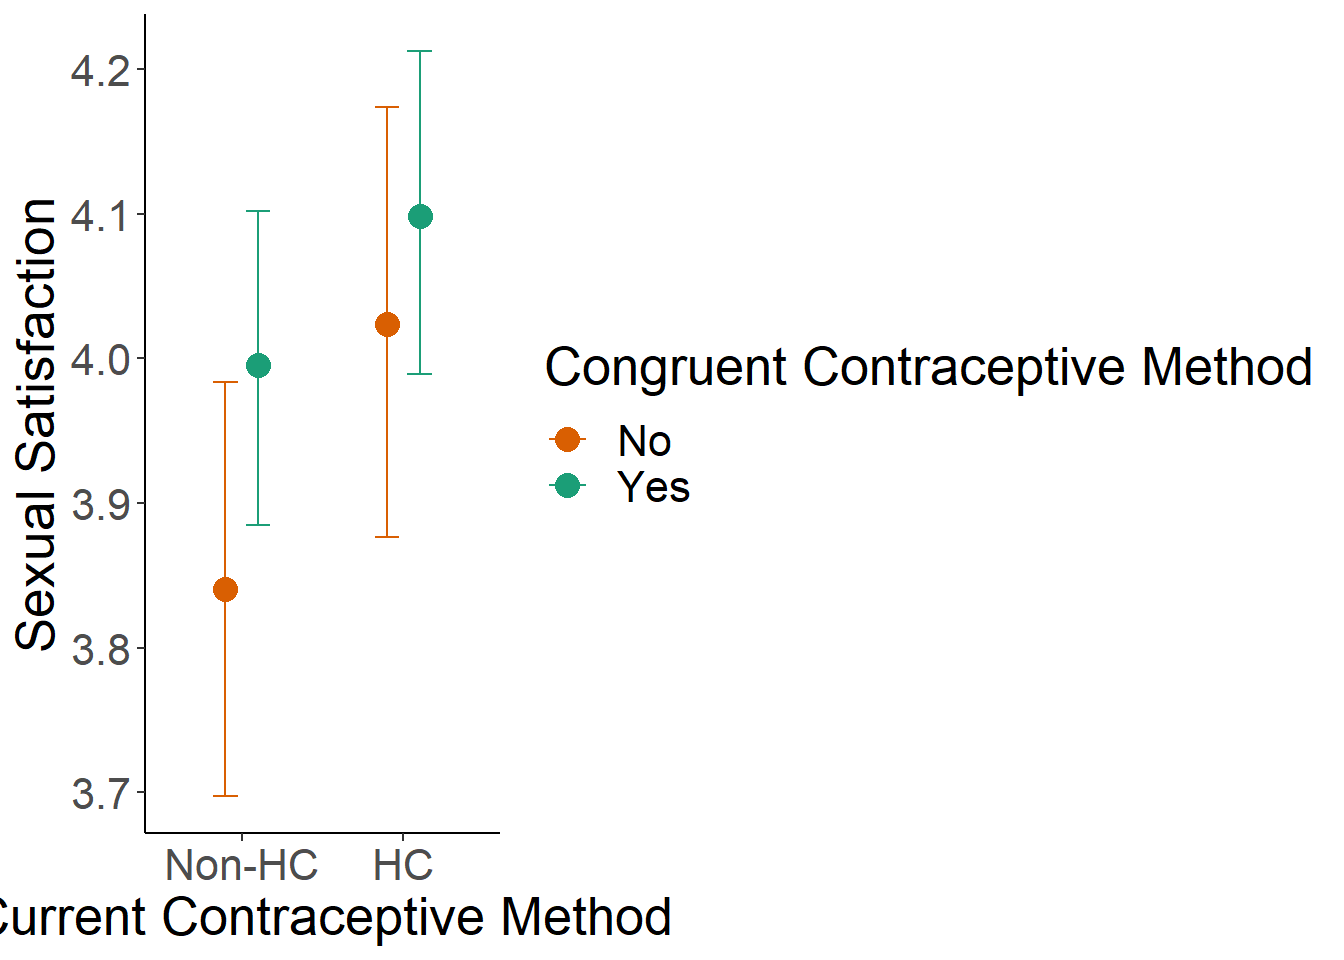 Sexual Satisfaction
4.2
4.1
4.0
3.9
3.8
3.7
Non-HC HC
Current Contraceptive Method
Congruent Contraceptive Method
No
Yes